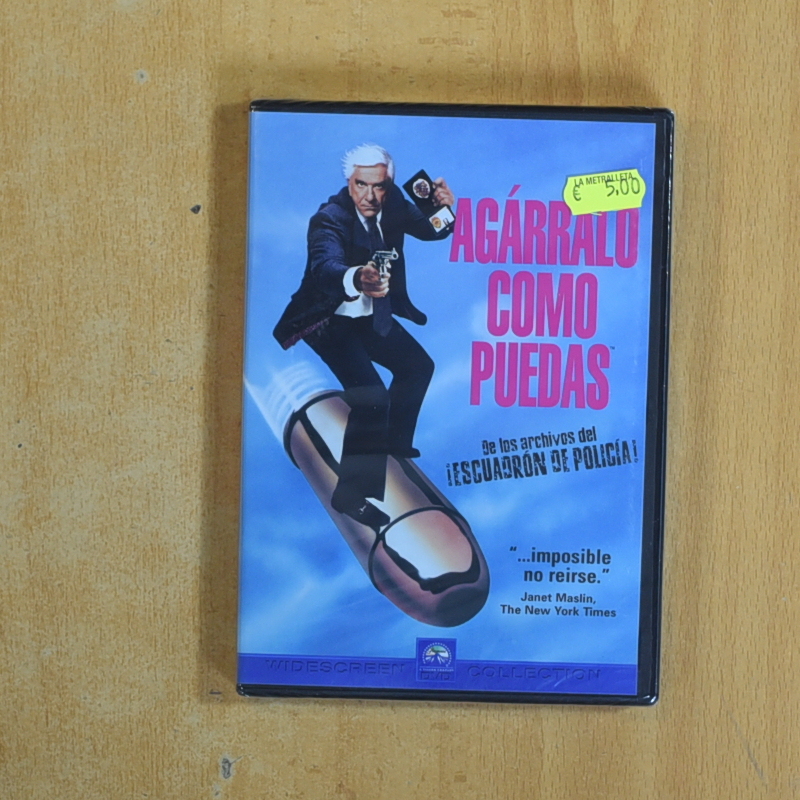 LA METRALLETA
€ 5,00
AGÁRRALO
COMO
PUEDAS™
De los archivos del
¡ESCUADRÓN DE POLICÍA!
“...imposible
no reirse.”
Janet Maslin,
The New York Times
WIDESCREEN COLLECTION